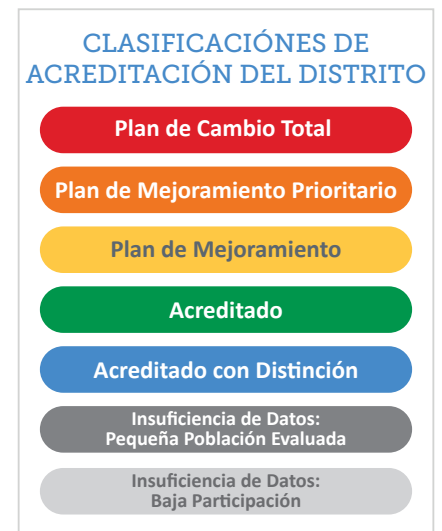 CLASIFICACIÓNES DE
ACREDITACIÓN DEL DISTRITO
Plan de Cambio Total
Plan de Mejoramiento Prioritario
Plan de Mejoramiento
Acreditado
Acreditado con Distinción
Insuficiencia de Datos:
Pequeña Población Evaluada
Insuficiencia de Datos:
Baja Participación